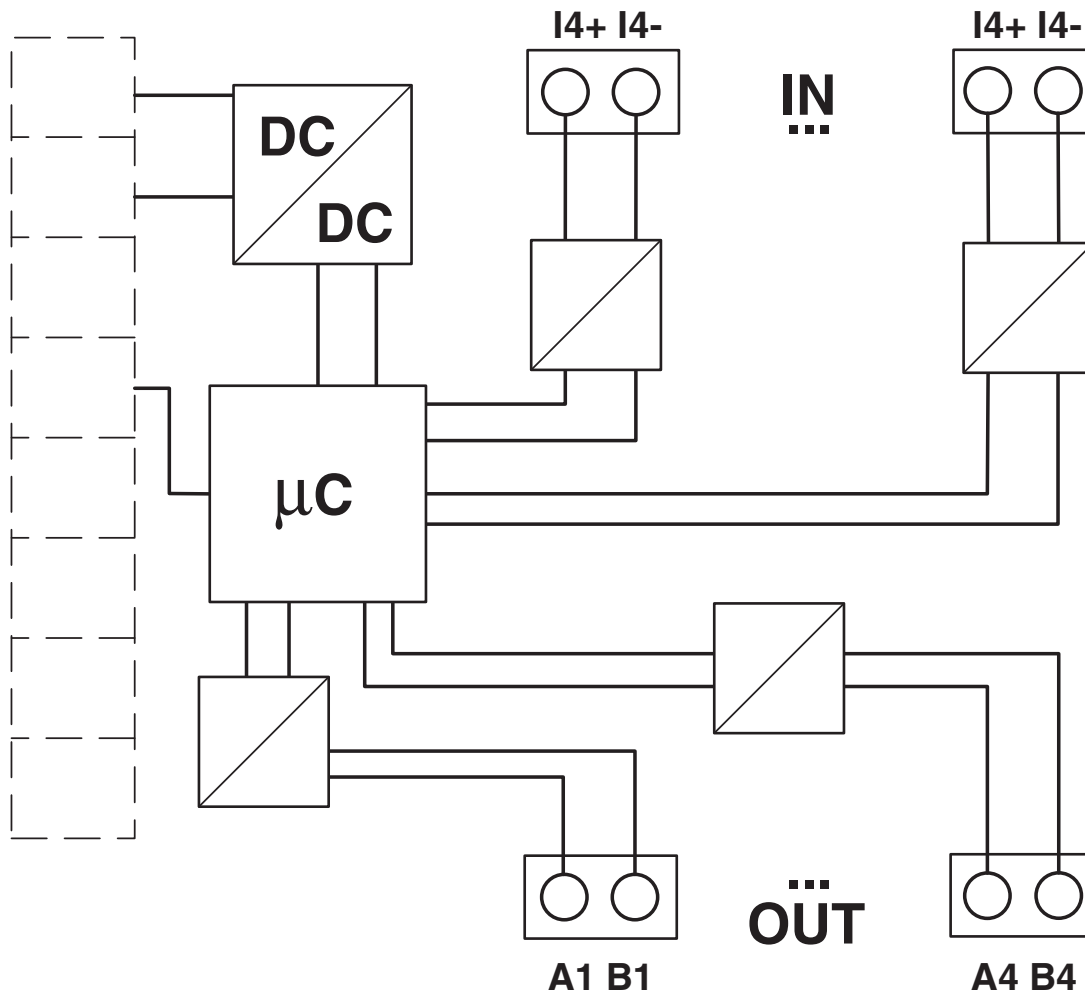 I4+ I4-
I4+ I4-
IN
DC
DC
μC
OUT
A1 B1
A4 B4